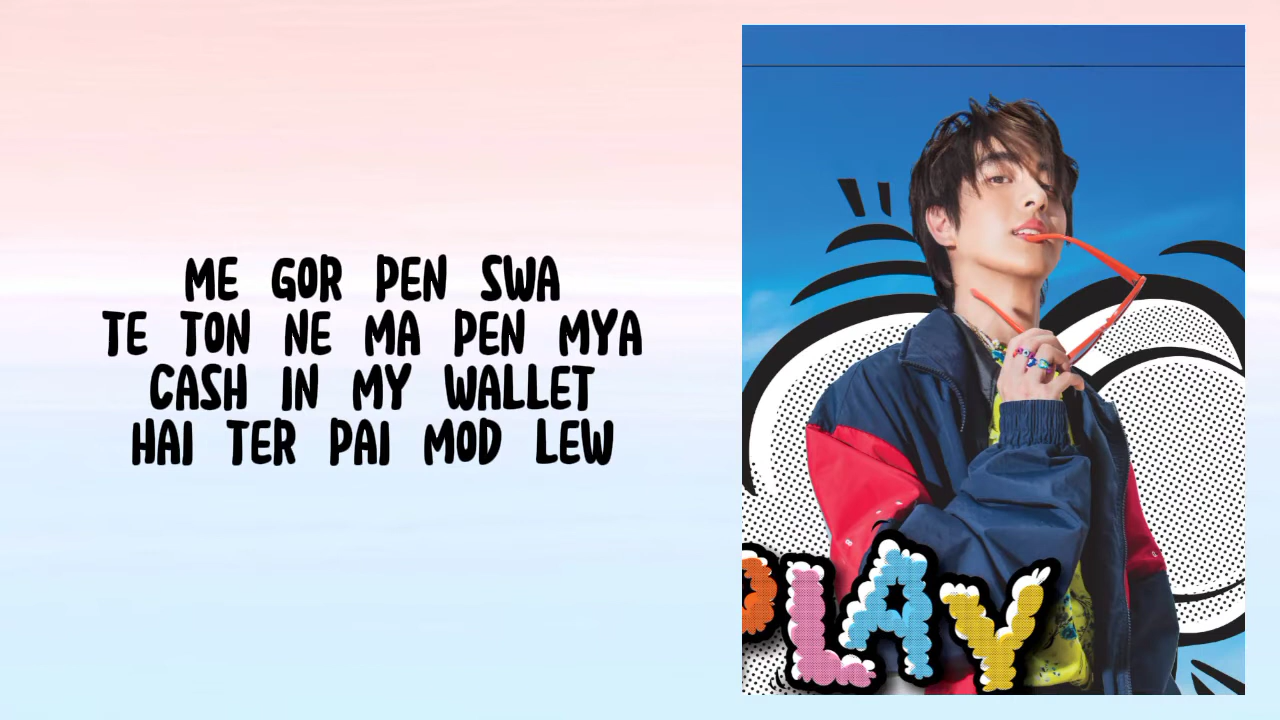 ME GOR PEN SWA
TE TON NE MA PEN MYA
CASH IN MY WALLET
HAI TER PAI MOD LEW
PLAY